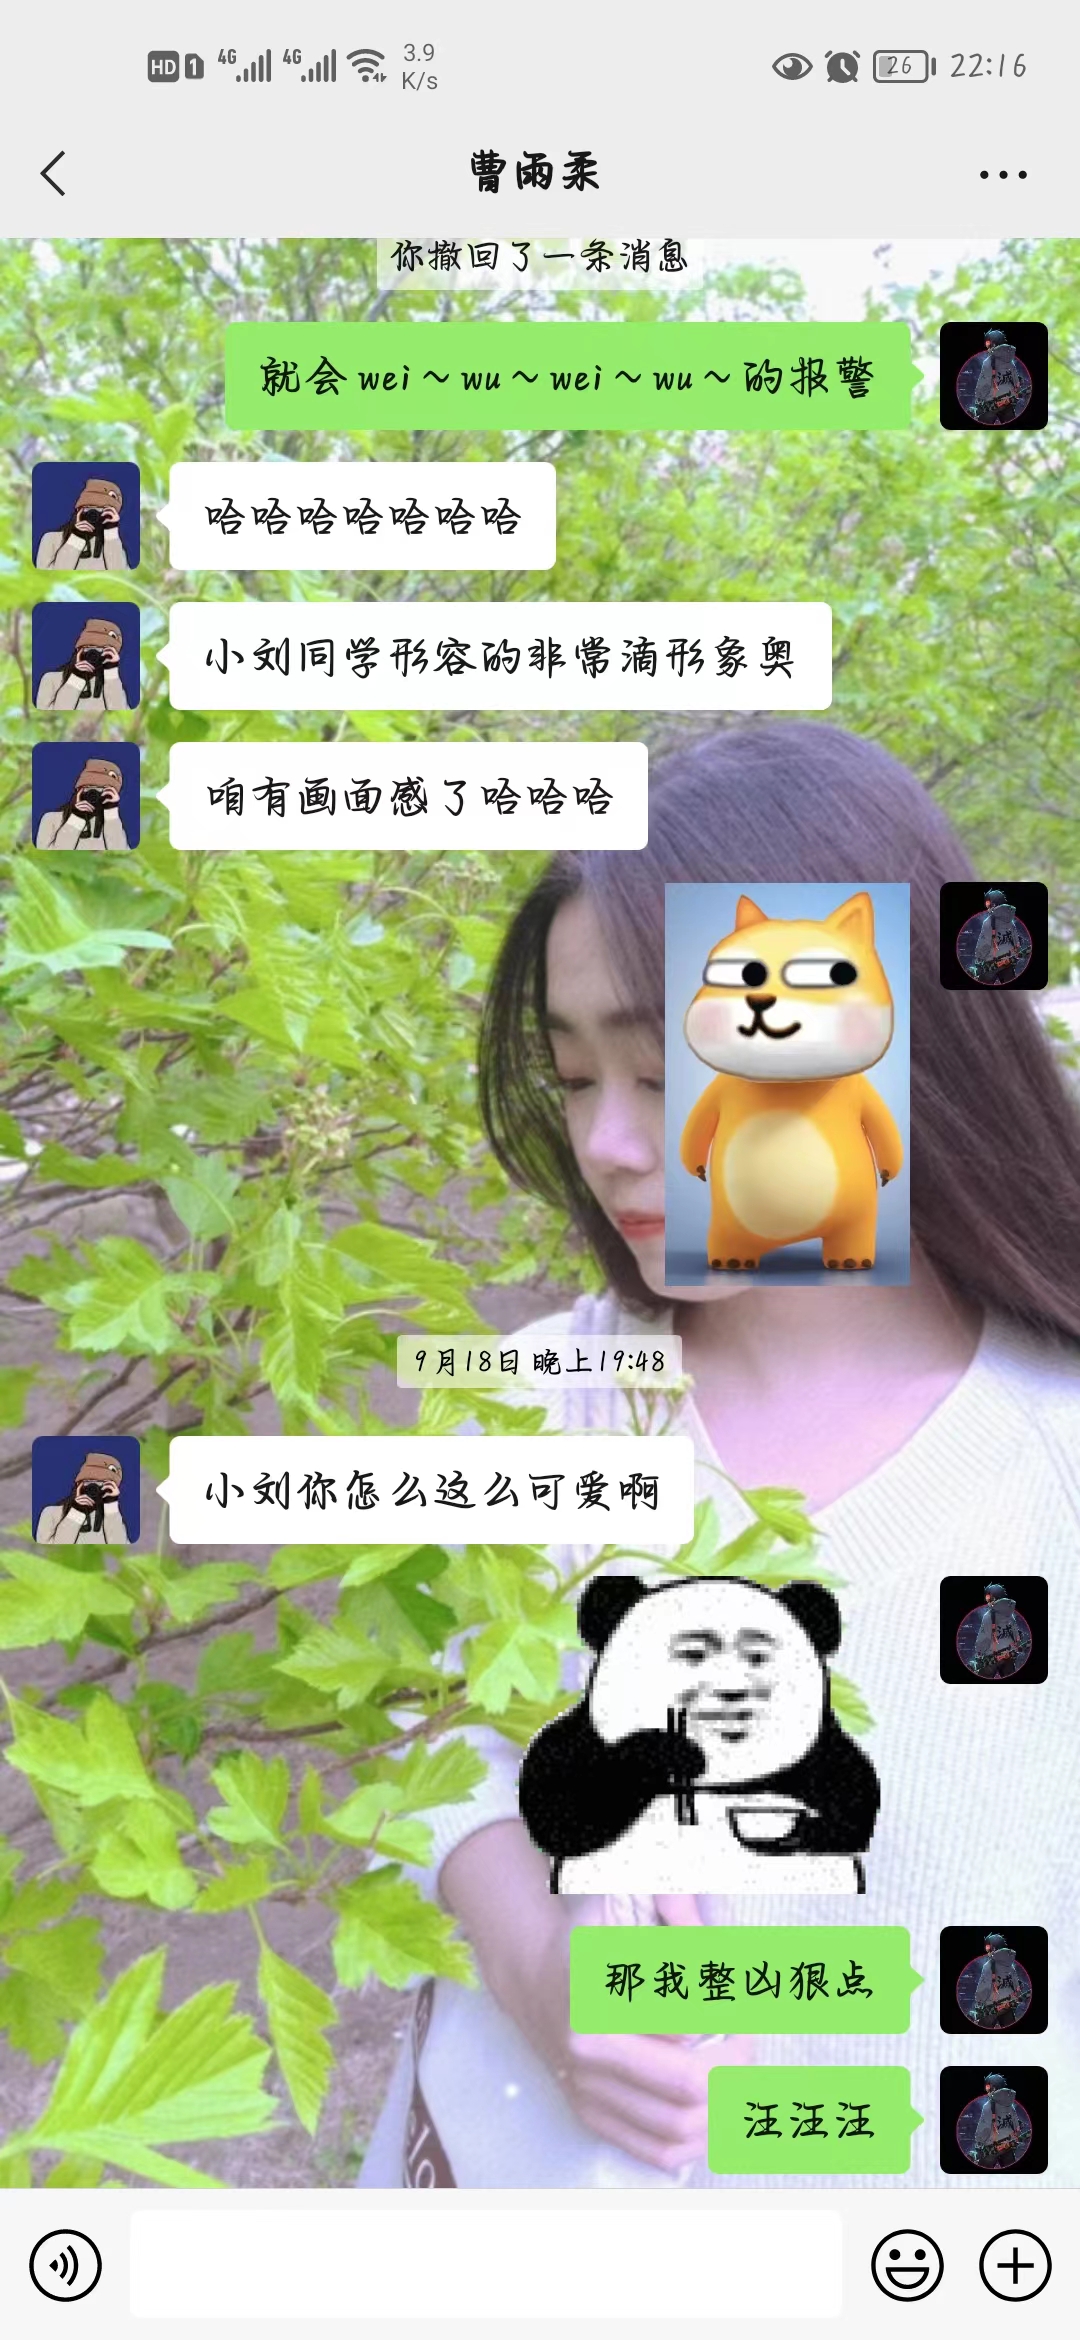 HD 1 4G 4G 3.9 K/s 26 22:16
曹雨柔
你撤回了一条消息
就会wei～wu～wei～wu～的报警
哈哈哈哈哈哈哈
小刘同学形容的非常滴形象奥
咱有画面感了哈哈哈
9月18日 晚上19:48
小刘你怎么这么可爱啊
那我整凶狠点
汪汪汪